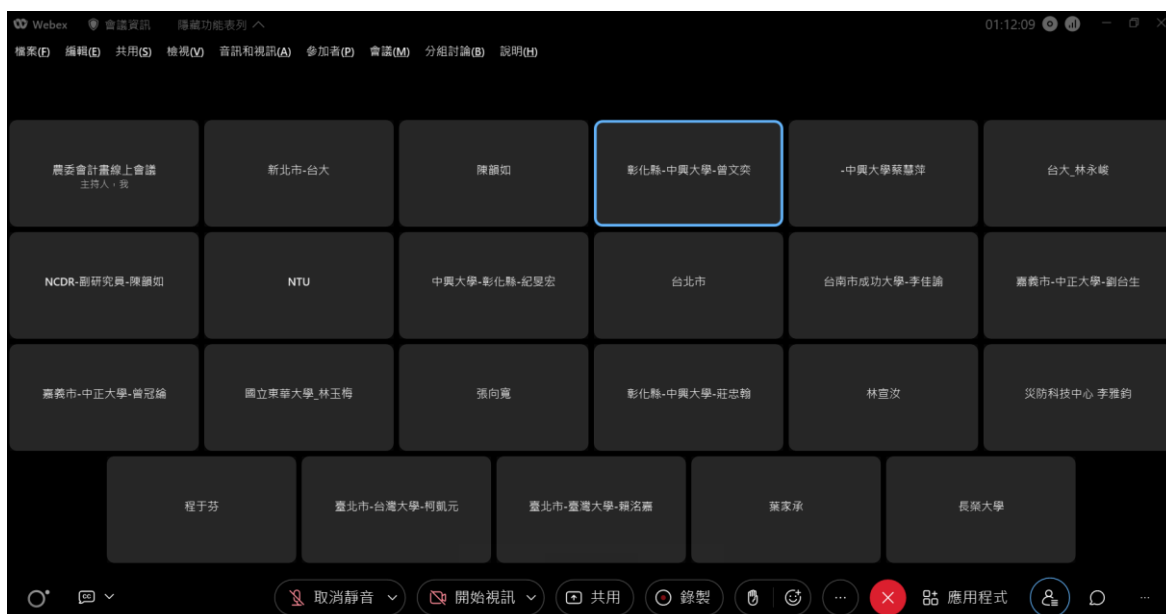 Webex 會議資訊 隱藏功能表列 01:12:09
檔案(F) 編輯(E) 共用(S) 檢視(V) 音訊和視訊(A) 參加者(P) 會議(M) 分組討論(B) 說明(H)
農委會計畫線上會議
主持人，我
新北市-台大
陳韻如
彰化縣-中興大學-曾文奕
-中興大學蔡慧萍
台大_林永峻
NCDR-副研究員-陳韻如
NTU
中興大學-彰化縣-紀旻宏
台北市
台南市成功大學-李佳諭
嘉義市-中正大學-劉台生
嘉義市-中正大學-曾冠綸
國立東華大學_林玉梅
張向寬
彰化縣-中興大學-莊忠翰
林宣汝
災防科技中心 李雅鈞
程于芬
臺北市-台灣大學-柯凱元
臺北市-臺灣大學-賴洺嘉
葉家承
長榮大學
CC 取消靜音 開始視訊 共用 錄製 ... 應用程式 ...